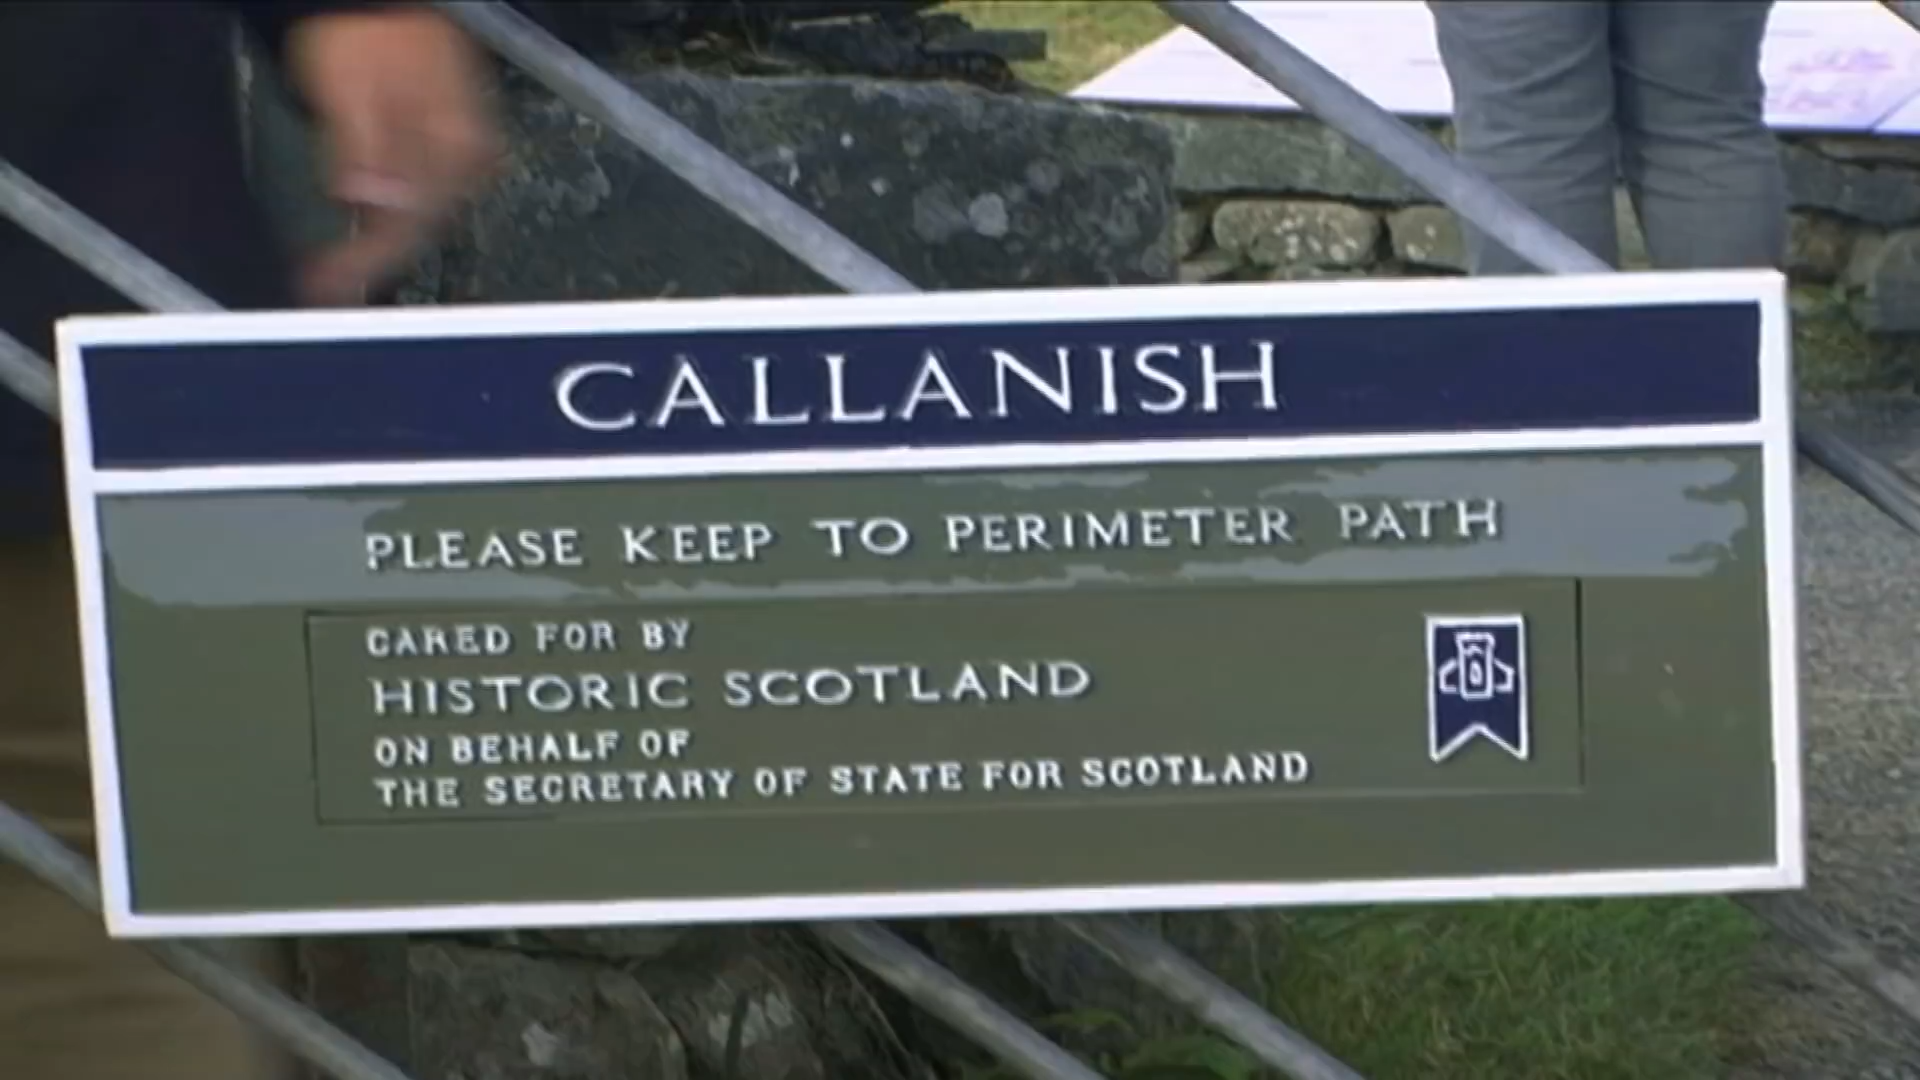 CALLANISH
PLEASE KEEP TO PERIMETER PATH
CARED FOR BY
HISTORIC SCOTLAND
ON BEHALF OF
THE SECRETARY OF STATE FOR SCOTLAND